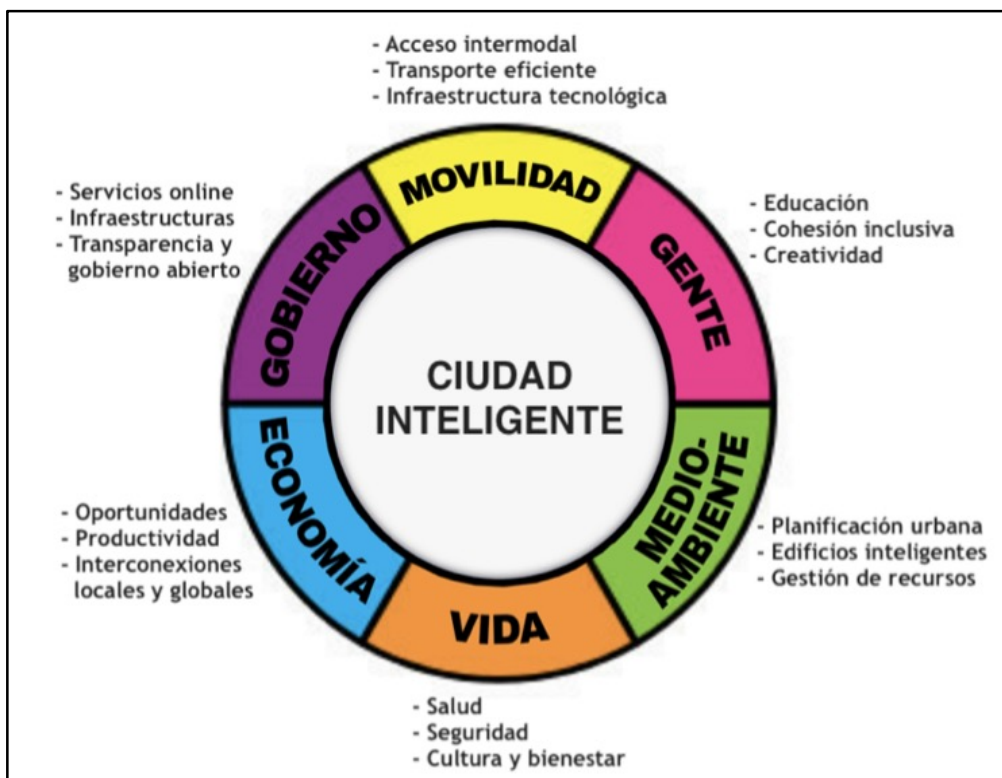 - Acceso intermodal
- Transporte eficiente
- Infraestructura tecnológica
MOVILIDAD
- Servicios online
- Infraestructuras
- Transparencia y
gobierno abierto
GOBIERNO
GENTE
- Educación
- Cohesión inclusiva
- Creatividad
CIUDAD
INTELIGENTE
ECONOMÍA
- Oportunidades
- Productividad
- Interconexiones
locales y globales
MEDIO-
AMBIENTE
- Planificación urbana
- Edificios inteligentes
- Gestión de recursos
VIDA
- Salud
- Seguridad
- Cultura y bienestar